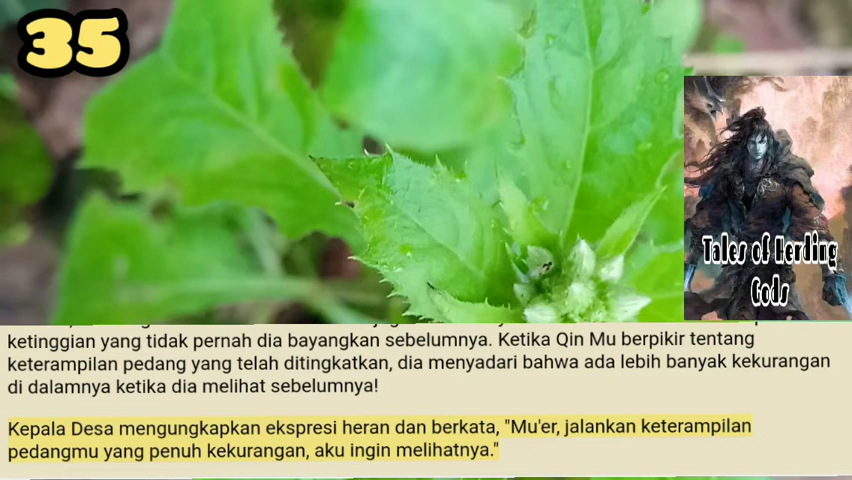 35
Tales of Herding
Gods
ketinggian yang tidak pernah dia bayangkan sebelumnya. Ketika Qin Mu berpikir tentang
keterampilan pedang yang telah ditingkatkan, dia menyadari bahwa ada lebih banyak kekurangan
di dalamnya ketika dia melihat sebelumnya!
Kepala Desa mengungkapkan ekspresi heran dan berkata, "Mu'er, jalankan keterampilan
pedangmu yang penuh kekurangan, aku ingin melihatnya."